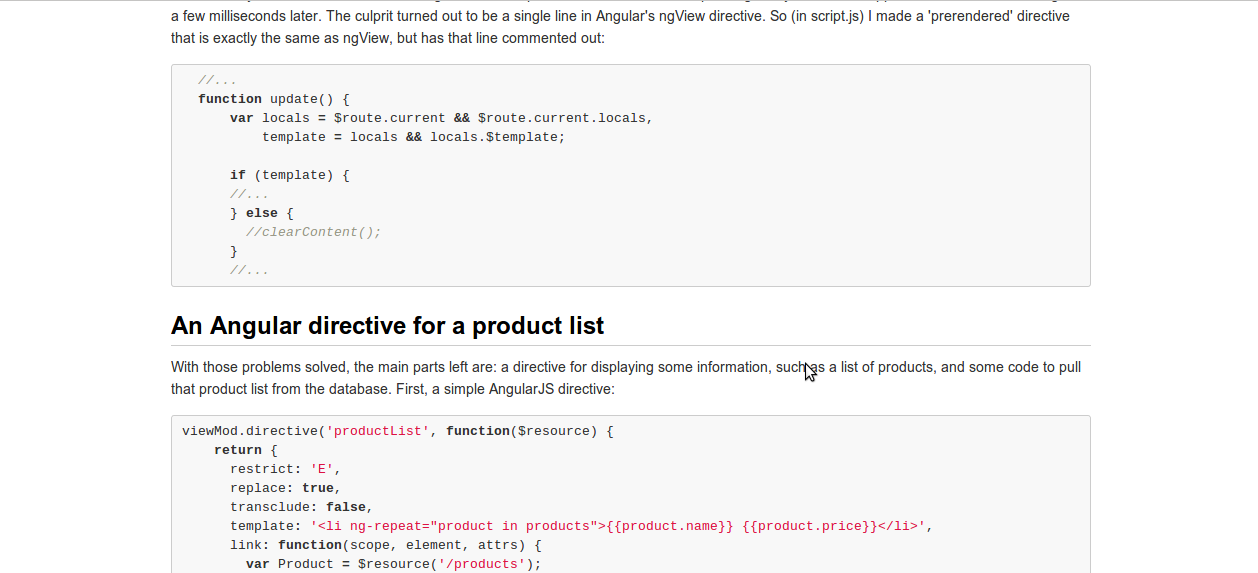 a few milliseconds later. The culprit turned out to be a single line in Angular's ngView directive. So (in script.js) I made a 'prerendered' directive
that is exactly the same as ngView, but has that line commented out:
//...
function update() {
var locals = $route.current && $route.current.locals,
template = locals && locals.$template;
if (template) {
//...
} else {
//clearContent();
}
//...
An Angular directive for a product list
With those problems solved, the main parts left are: a directive for displaying some information, such as a list of products, and some code to pull
that product list from the database. First, a simple AngularJS directive:
viewMod.directive('productList', function($resource) {
return {
restrict: 'E',
replace: true,
transclude: false,
template: '<li ng-repeat="product in products">{{product.name}} {{product.price}}</li>',
link: function(scope, element, attrs) {
var Product = $resource('/products');